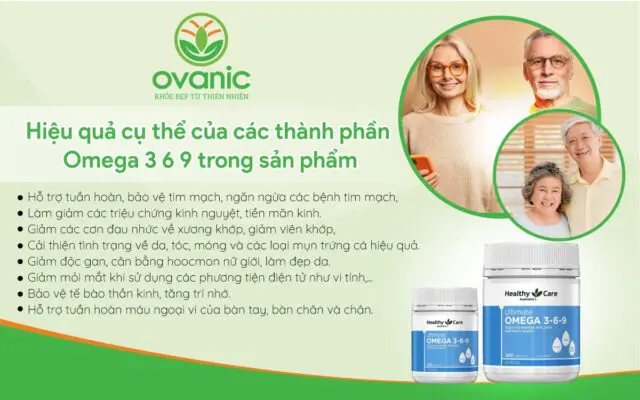 ovanic
KHỎE ĐẸP TỪ THIÊN NHIÊN
Hiệu quả cụ thể của các thành phần
Omega 3 6 9 trong sản phẩm
Hỗ trợ tuần hoàn, bảo vệ tim mạch, ngăn ngừa các bệnh tim mạch,
Làm giảm các triệu chứng kinh nguyệt, tiền mãn kinh.
Giảm các cơn đau nhức về xương khớp, giảm viên khớp,
Cải thiện tình trạng về da, tóc, móng và các loại mụn trứng cá hiệu quả.
Giảm độc gan, cân bằng hoocmon nữ giới, làm đẹp da.
Giảm mỏi mắt khi sử dụng các phương tiện điện tử như vi tính,...
Bảo vệ tế bào thần kinh, tăng trí nhớ.
Hỗ trợ tuần hoàn máu ngoại vi của bàn tay, bàn chân và chân.
Healthy Care
Australia
Ultimate
OMEGA 3-6-9
Healthy Care
Australia
Ultimate
OMEGA 3-6-9